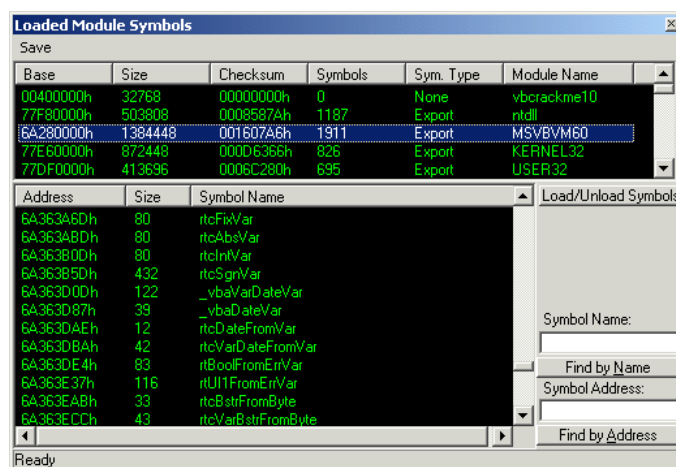 Loaded Module Symbols
Save
Base Size Checksum Symbols Sym. Type Module Name
00400000h 32768 00000000h 0 None vbcrackme10
77F80000h 503808 0008587Ah 1187 Export ntdll
6A280000h 1384448 001607A6h 1911 Export MSVBVM60
77E60000h 872448 000D6366h 826 Export KERNEL32
77DF0000h 413696 0006C280h 695 Export USER32
Address Size Symbol Name Load/Unload Symbols
6A363A6Dh 80 rtcFixVar
6A363ABDh 80 rtcAbsVar
6A363B0Dh 80 rtcIntVar
6A363B5Dh 432 rtcSgnVar
6A363D0Dh 122 _vbaVarDateVar
6A363D87h 39 _vbaDateVar
6A363DAEh 12 rtcDateFromVar
Symbol Name:
6A363DBAh 42 rtcVarDateFromVar
6A363DE4h 83 rtBoolFromErrVar
Find by Name
6A363E37h 116 rtUI1FromErrVar
Symbol Address:
6A363EABh 33 rtcBstrFromByte
6A363ECCh 43 rtcVarBstrFromByte
Find by Address
Ready